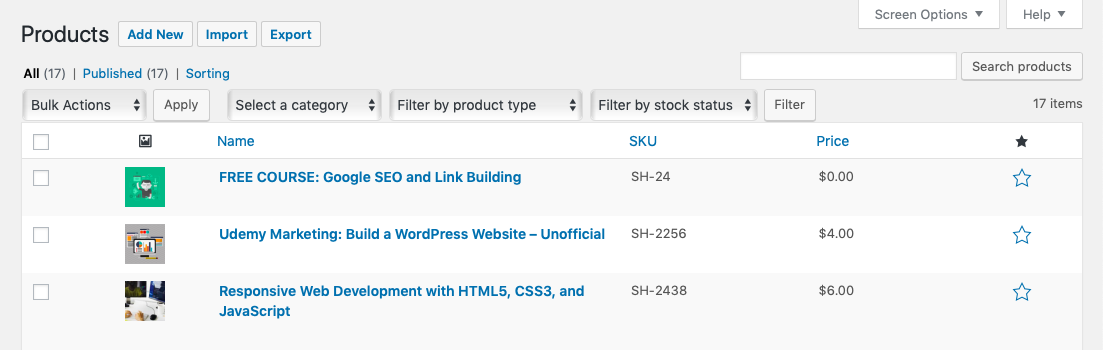 Screen Options Help
Products Add New Import Export
All (17) | Published (17) | Sorting
Search products
Bulk Actions Apply Select a category Filter by product type Filter by stock status Filter 17 items
Name SKU Price
FREE COURSE: Google SEO and Link Building SH-24 $0.00
Udemy Marketing: Build a WordPress Website – Unofficial SH-2256 $4.00
Responsive Web Development with HTML5, CSS3, and SH-2438 $6.00
JavaScript